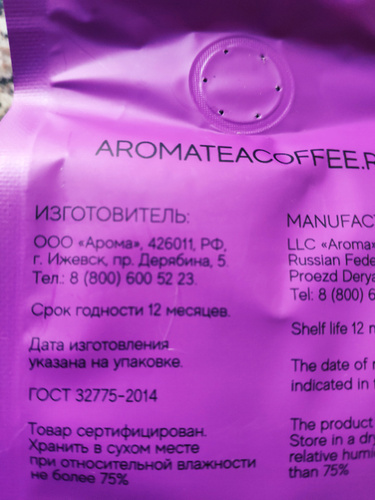 AROMATEACOFFEE.R
ИЗГОТОВИТЕЛЬ:
ООО «Арома», 426011, РФ,
г. Ижевск, пр. Дерябина, 5.
Тел.: 8 (800) 600 52 23.
Срок годности 12 месяцев.
Дата изготовления
указана на упаковке.
ГОСТ 32775-2014
Товар сертифицирован.
Хранить в сухом месте
при относительной влажности
не более 75%
MANUFACT
LLC «Aroma»
Russian Fede
Proezd Derya
Tel: 8 (800) 6
Shelf life 12 m
The date of
indicated in
The product
Store in a dry
relative humi
than 75%